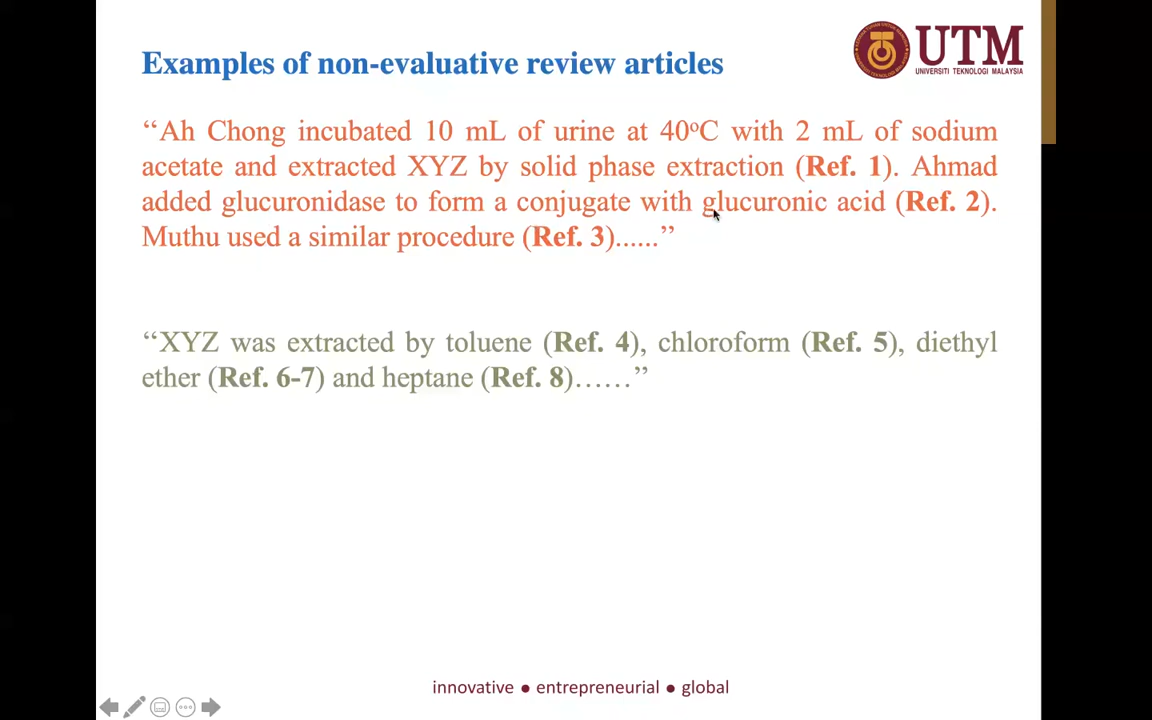 Examples of non-evaluative review articles
UTM
UNIVERSITI TEKNOLOGI MALAYSIA
“Ah Chong incubated 10 mL of urine at 40ºC with 2 mL of sodium
acetate and extracted XYZ by solid phase extraction (Ref. 1). Ahmad
added glucuronidase to form a conjugate with glucuronic acid (Ref. 2).
Muthu used a similar procedure (Ref. 3)......”
“XYZ was extracted by toluene (Ref. 4), chloroform (Ref. 5), diethyl
ether (Ref. 6-7) and heptane (Ref. 8)……”
innovative ● entrepreneurial ● global